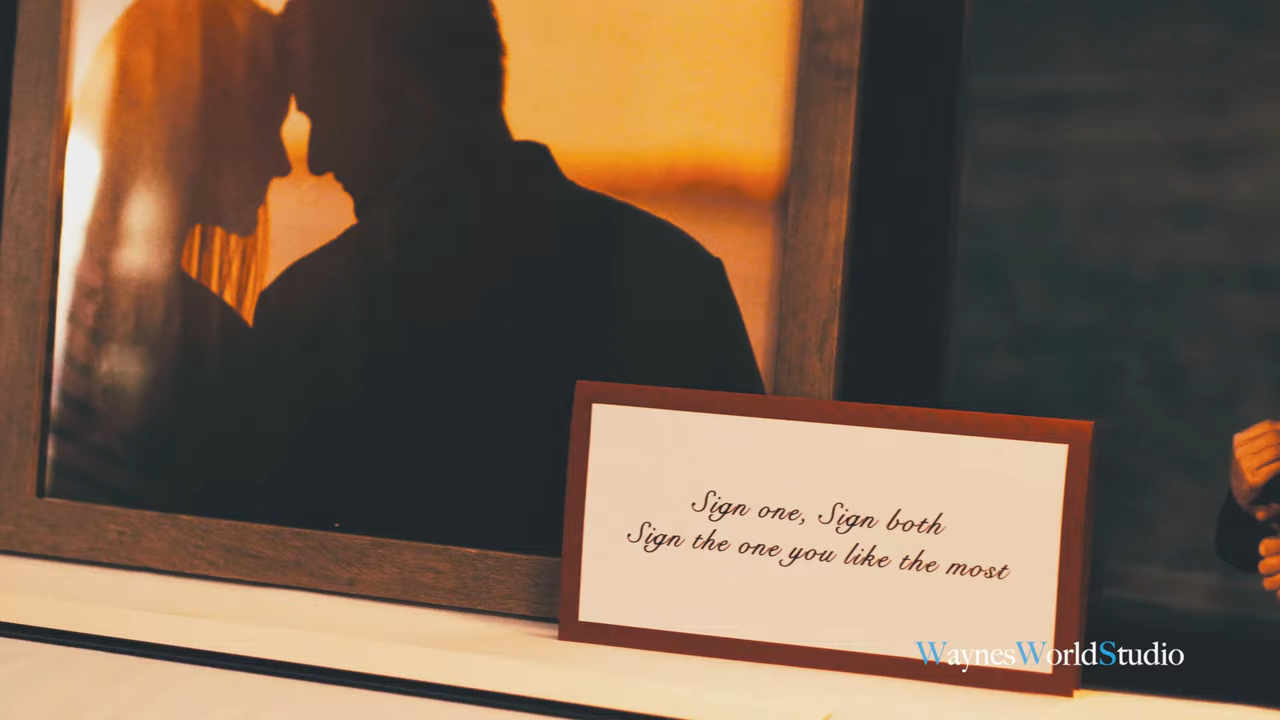 Sign one, Sign both
Sign the one you like the most
WaynesWorldStudio